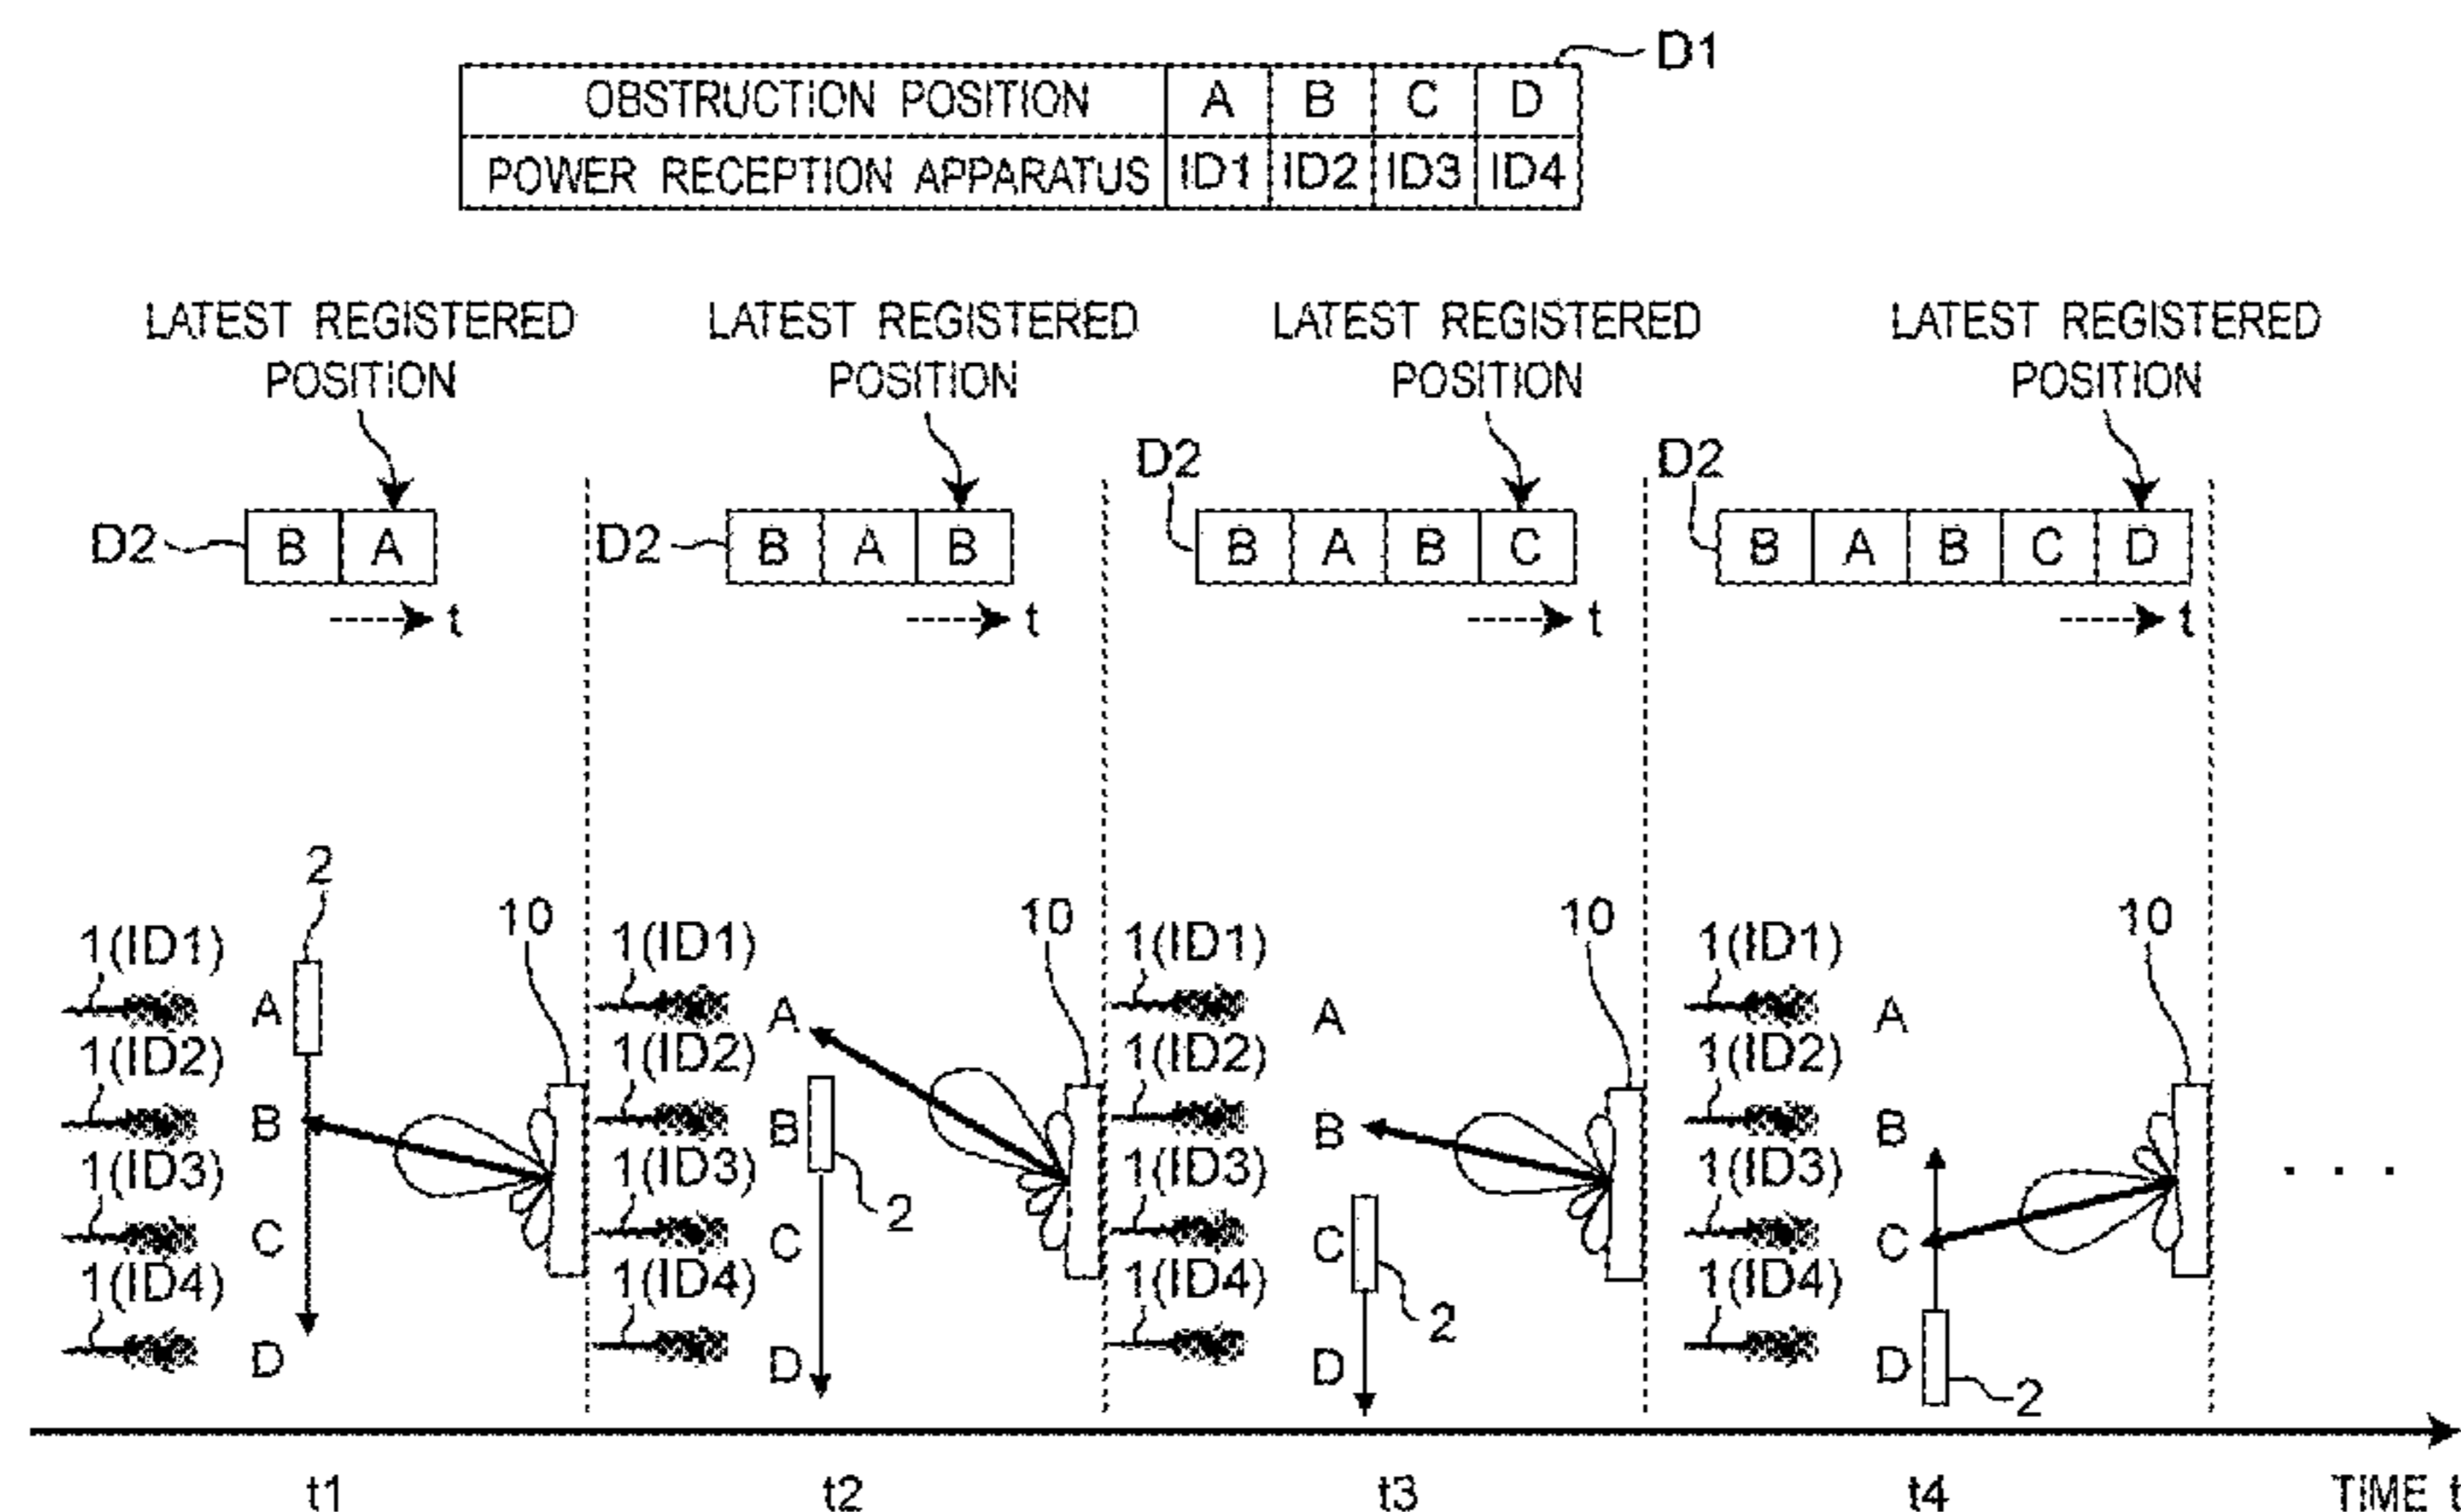 D1
OBSTRUCTION POSITION A B C D
POWER RECEPTION APPARATUS ID1 ID2 ID3 ID4
LATEST REGISTERED POSITION
LATEST REGISTERED POSITION
LATEST REGISTERED POSITION
LATEST REGISTERED POSITION
D2 B A
t
D2 B A B
t
D2 B A B C
t
D2 B A B C D
t
2
10
1(ID1)
A
1(ID2)
B
1(ID3)
C
1(ID4)
D
10
1(ID1)
A
1(ID2)
B
2
1(ID3)
C
1(ID4)
D
10
1(ID1)
A
1(ID2)
B
1(ID3)
C
2
1(ID4)
D
10
1(ID1)
A
1(ID2)
B
1(ID3)
C
1(ID4)
D
2
. . .
t1 t2 t3 t4 TIME t